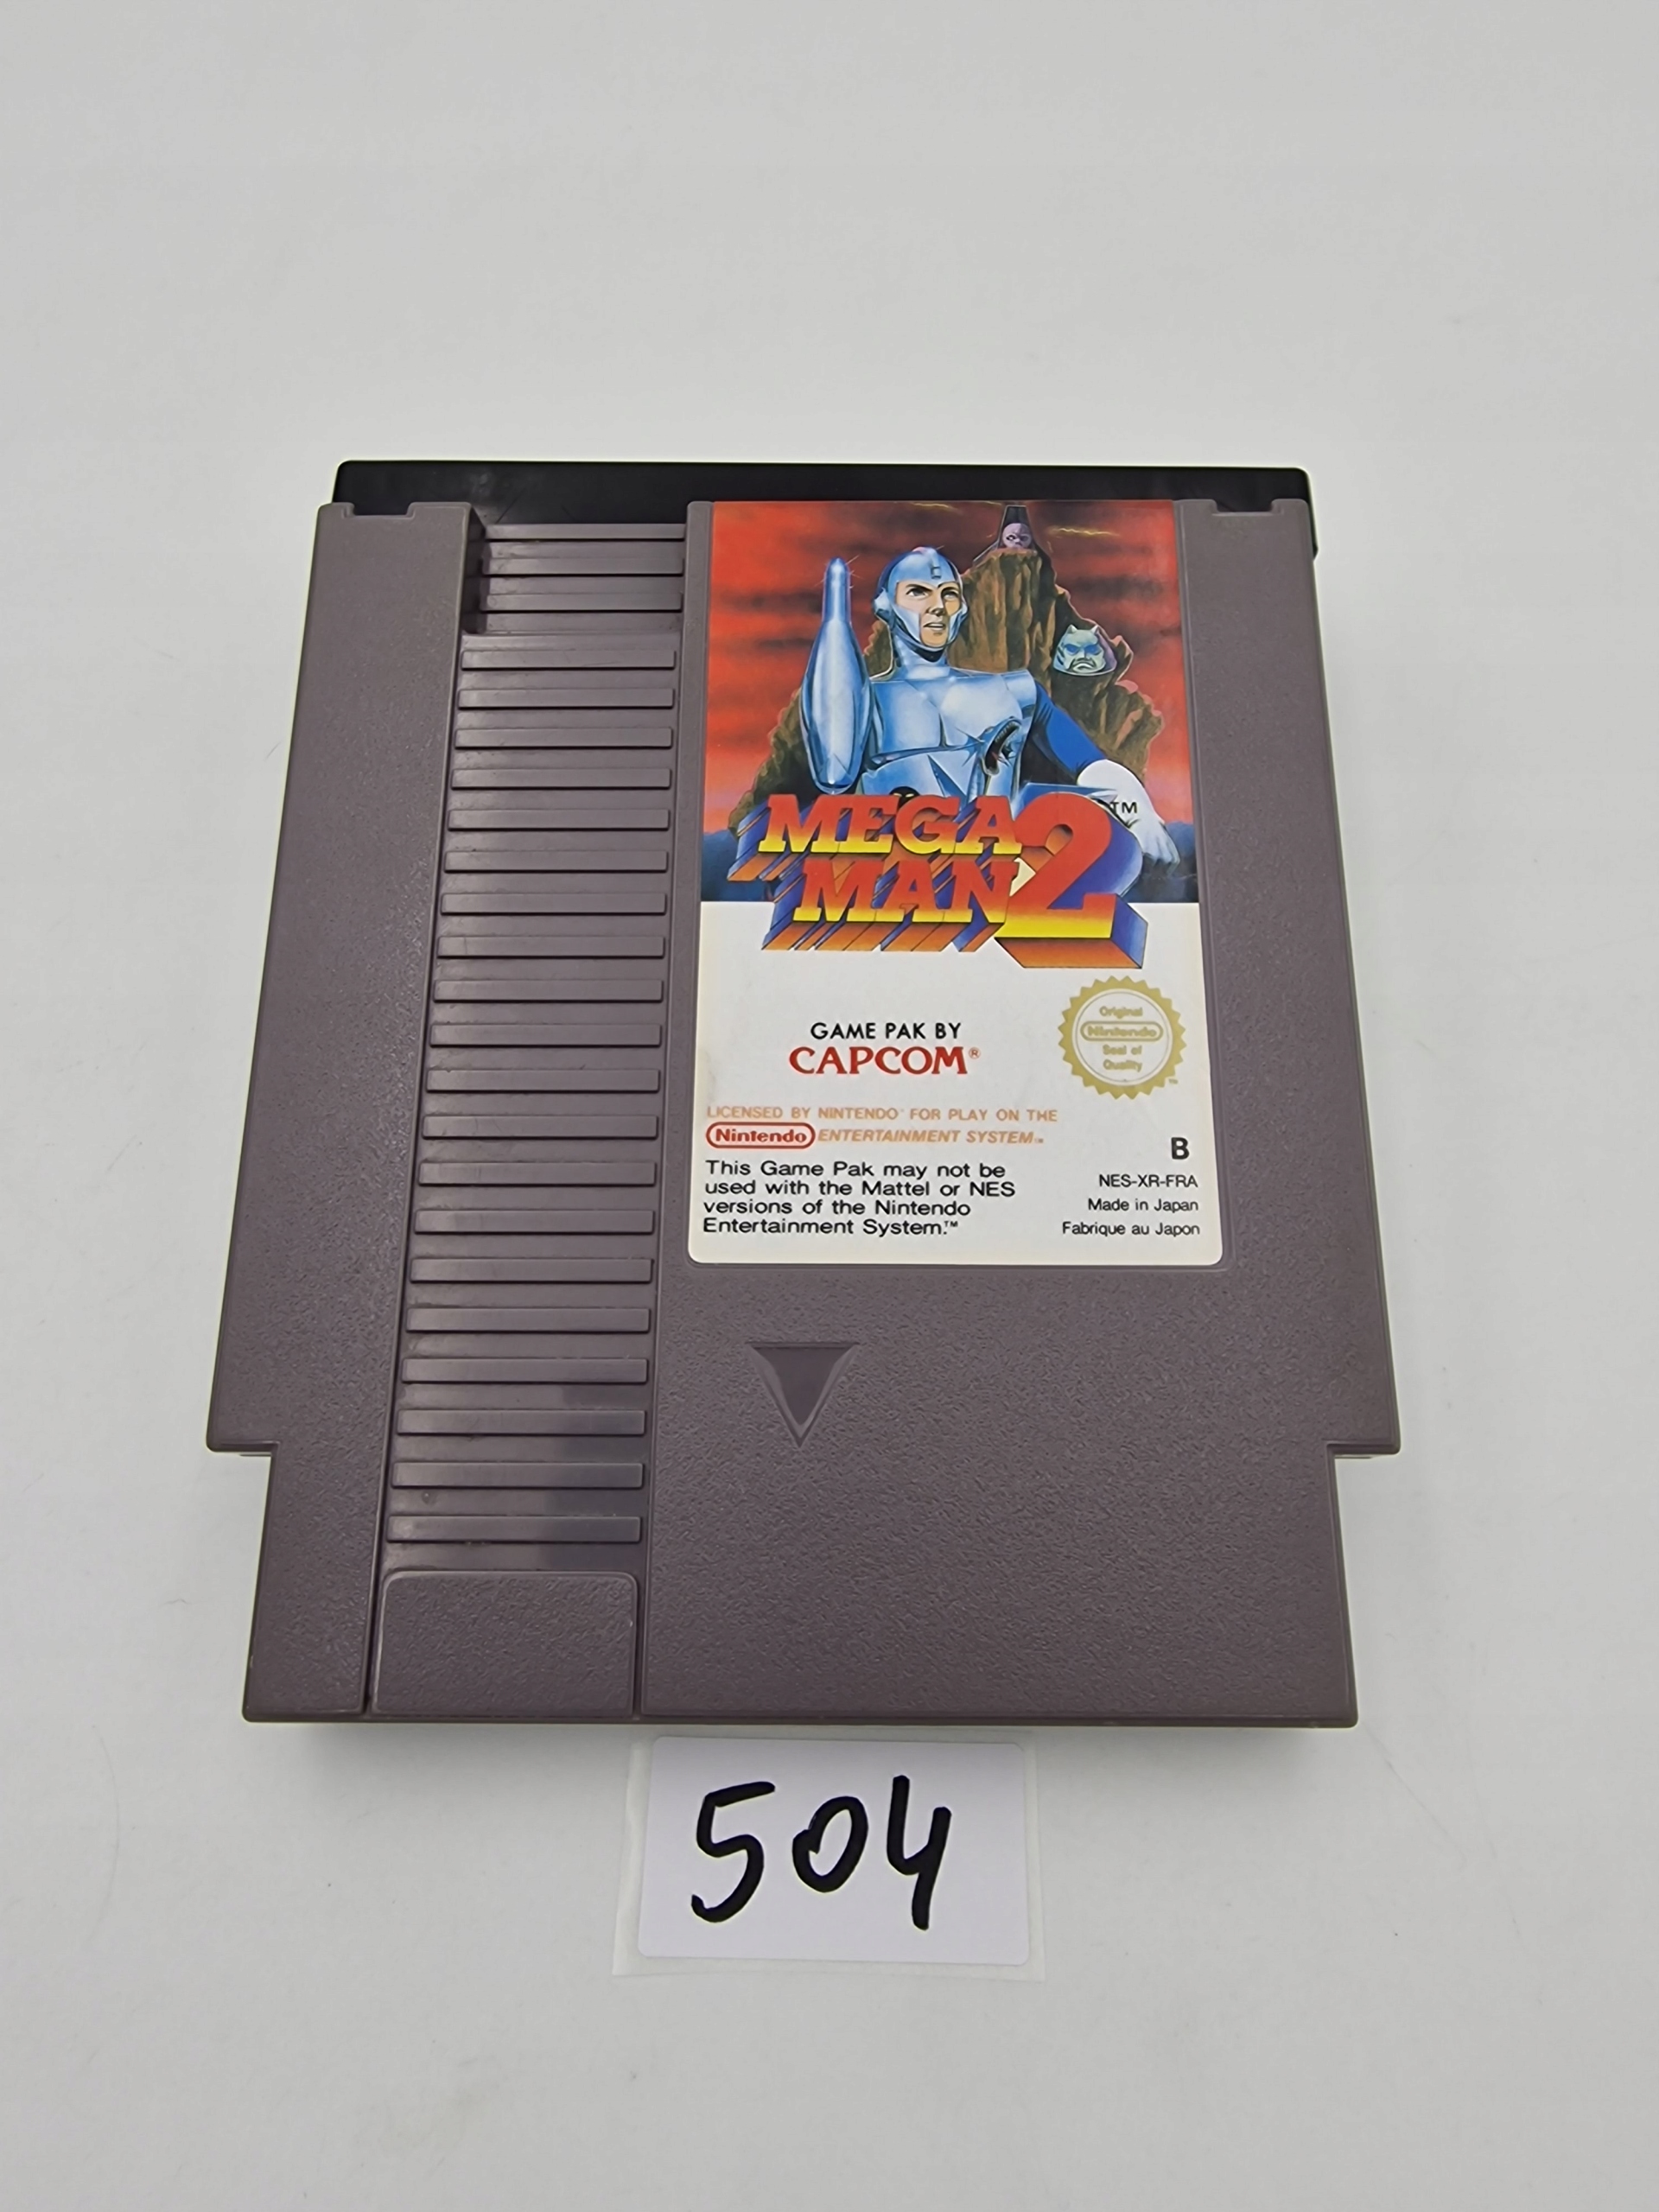 MEGA
MAN 2™
GAME PAK BY
CAPCOM®
Original
Nintendo
Seal of
Quality
™
LICENSED BY NINTENDO® FOR PLAY ON THE
Nintendo ENTERTAINMENT SYSTEM™
This Game Pak may not be
used with the Mattel or NES
versions of the Nintendo
Entertainment System.™
B
NES-XR-FRA
Made in Japan
Fabrique au Japon
504